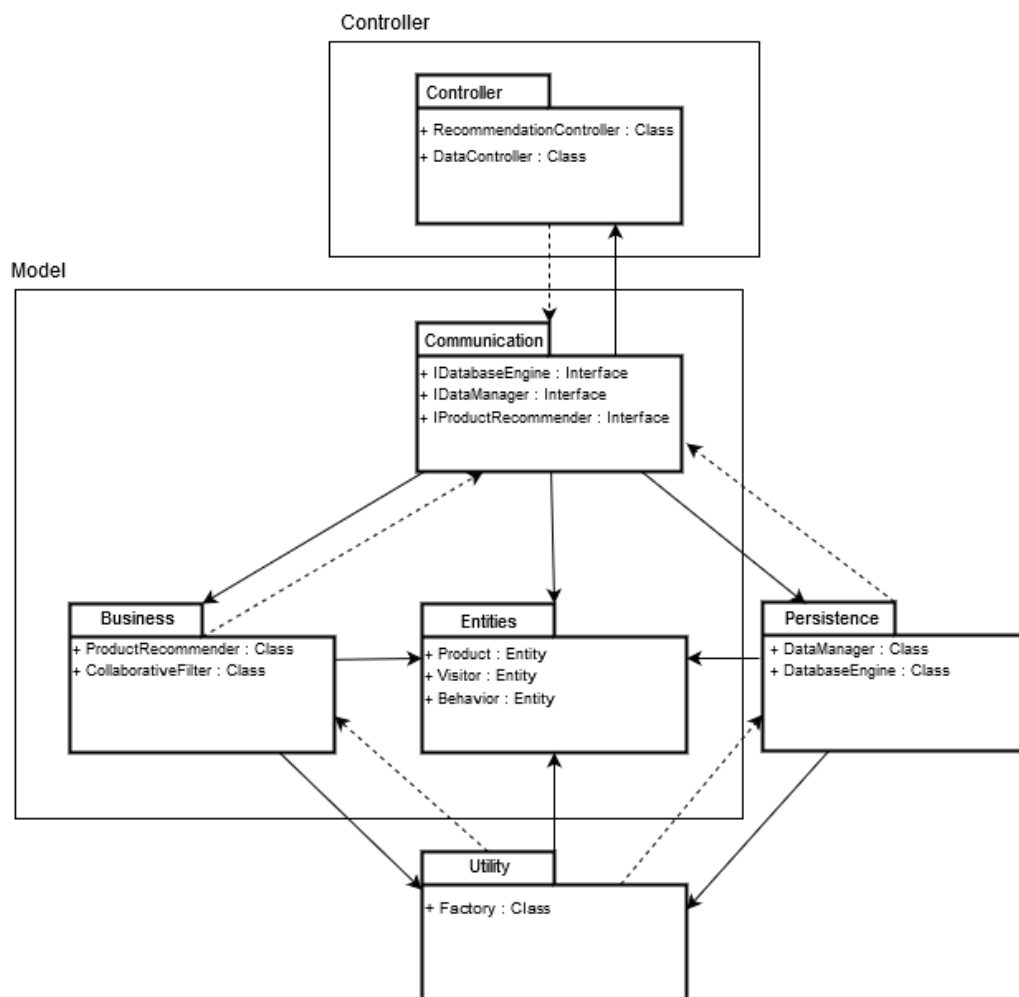 Controller
Controller
+ RecommendationController : Class
+ DataController : Class
Model
Communication
+ IDatabaseEngine : Interface
+ IDataManager : Interface
+ IProductRecommender : Interface
Business
+ ProductRecommender : Class
+ CollaborativeFilter : Class
Entities
+ Product : Entity
+ Visitor : Entity
+ Behavior : Entity
Persistence
+ DataManager : Class
+ DatabaseEngine : Class
Utility
+ Factory : Class